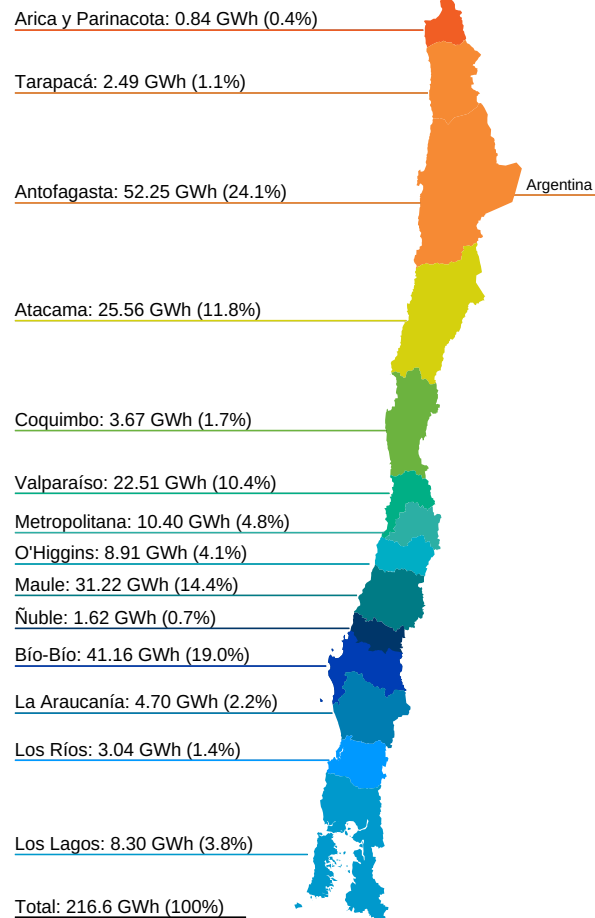 Arica y Parinacota: 0.84 GWh (0.4%)
Tarapacá: 2.49 GWh (1.1%)
Antofagasta: 52.25 GWh (24.1%)
Argentina
Atacama: 25.56 GWh (11.8%)
Coquimbo: 3.67 GWh (1.7%)
Valparaíso: 22.51 GWh (10.4%)
Metropolitana: 10.40 GWh (4.8%)
O'Higgins: 8.91 GWh (4.1%)
Maule: 31.22 GWh (14.4%)
Ñuble: 1.62 GWh (0.7%)
Bío-Bío: 41.16 GWh (19.0%)
La Araucanía: 4.70 GWh (2.2%)
Los Ríos: 3.04 GWh (1.4%)
Los Lagos: 8.30 GWh (3.8%)
Total: 216.6 GWh (100%)